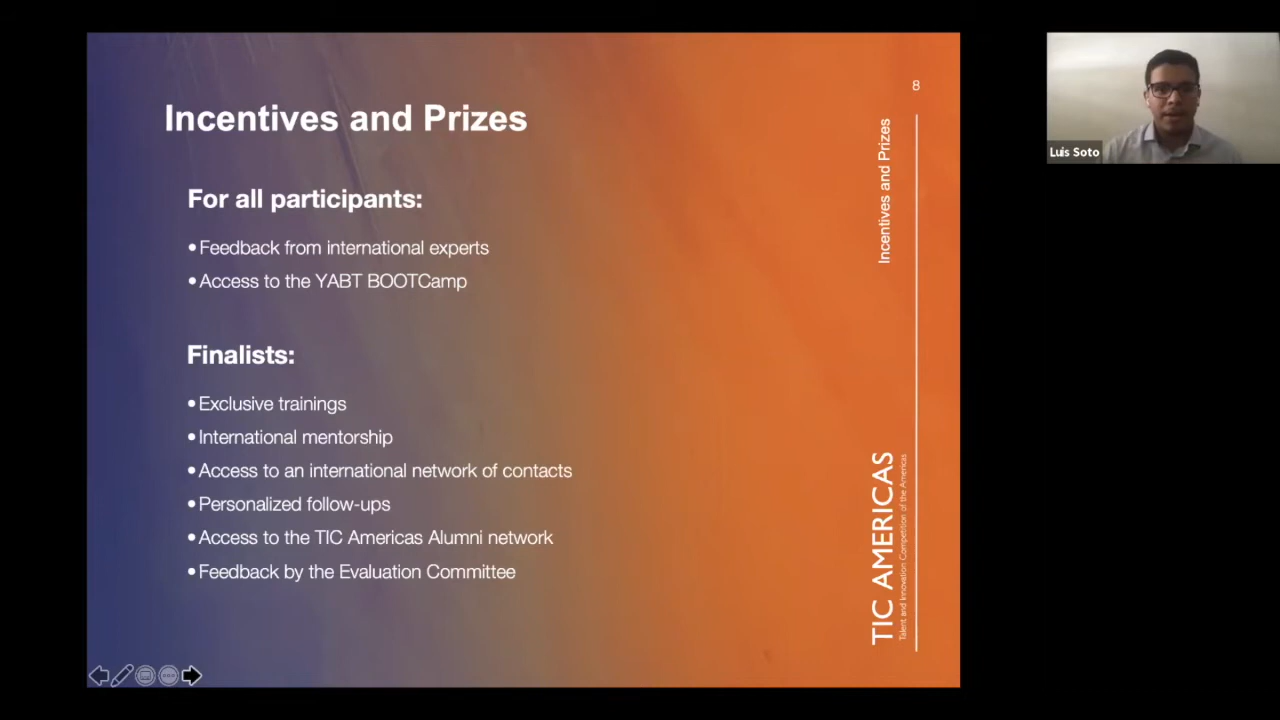 Incentives and Prizes
For all participants:
•Feedback from international experts
•Access to the YABT BOOTCamp
Finalists:
•Exclusive trainings
•International mentorship
•Access to an international network of contacts
•Personalized follow-ups
•Access to the TIC Americas Alumni network
•Feedback by the Evaluation Committee
8
Incentives and Prizes
TIC AMERICAS
Talent and Innovation Competition of the Americas
Luis Soto